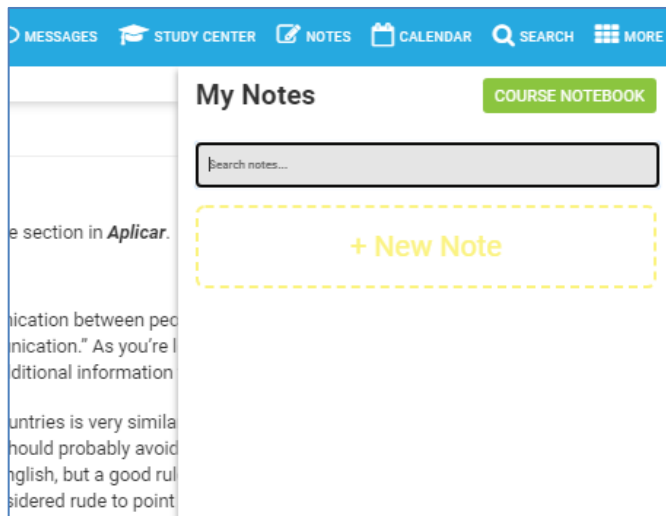 MESSAGES STUDY CENTER NOTES CALENDAR SEARCH MORE
My Notes
COURSE NOTEBOOK
Search notes...
+ New Note
e section in Aplicar.
nication between peo
unication.” As you’re l
ditional information
untries is very simila
hould probably avoid
nglish, but a good rul
sidered rude to point